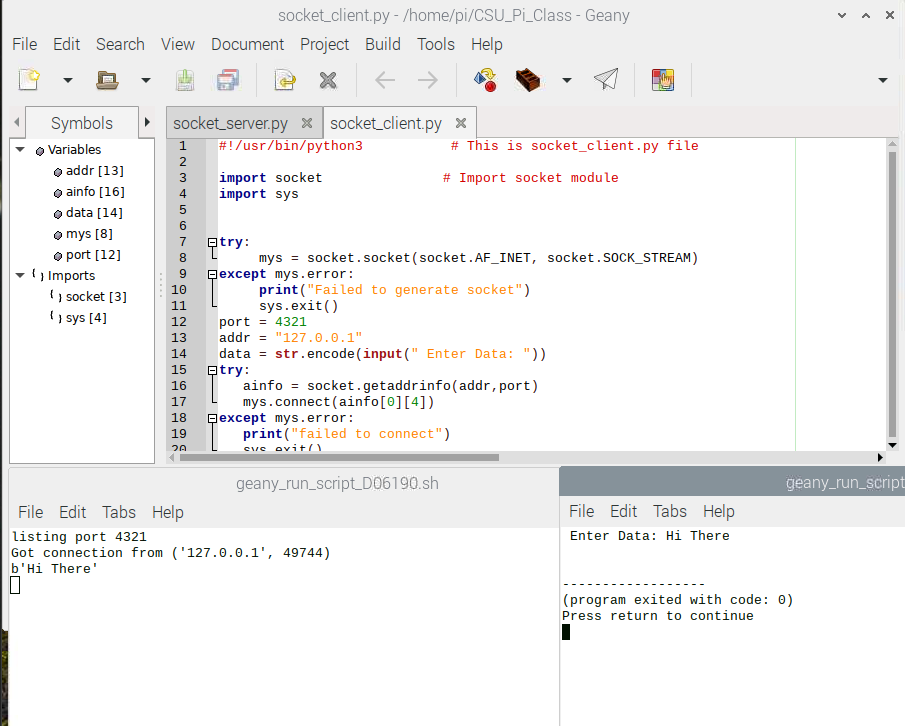 socket_client.py - /home/pi/CSU_Pi_Class - Geany
File Edit Search View Document Project Build Tools Help
Symbols
socket_server.py socket_client.py
Variables
addr [13]
ainfo [16]
data [14]
mys [8]
port [12]
Imports
socket [3]
sys [4]
1 #!/usr/bin/python3 # This is socket_client.py file
2
3 import socket # Import socket module
4 import sys
5
6
7 try:
8 mys = socket.socket(socket.AF_INET, socket.SOCK_STREAM)
9 except mys.error:
10 print("Failed to generate socket")
11 sys.exit()
12 port = 4321
13 addr = "127.0.0.1"
14 data = str.encode(input(" Enter Data: "))
15 try:
16 ainfo = socket.getaddrinfo(addr,port)
17 mys.connect(ainfo[0][4])
18 except mys.error:
19 print("failed to connect")
20 sys.exit()
geany_run_script_D06190.sh
File Edit Tabs Help
listing port 4321
Got connection from ('127.0.0.1', 49744)
b'Hi There'
geany_run_script
File Edit Tabs Help
Enter Data: Hi There
------------------
(program exited with code: 0)
Press return to continue